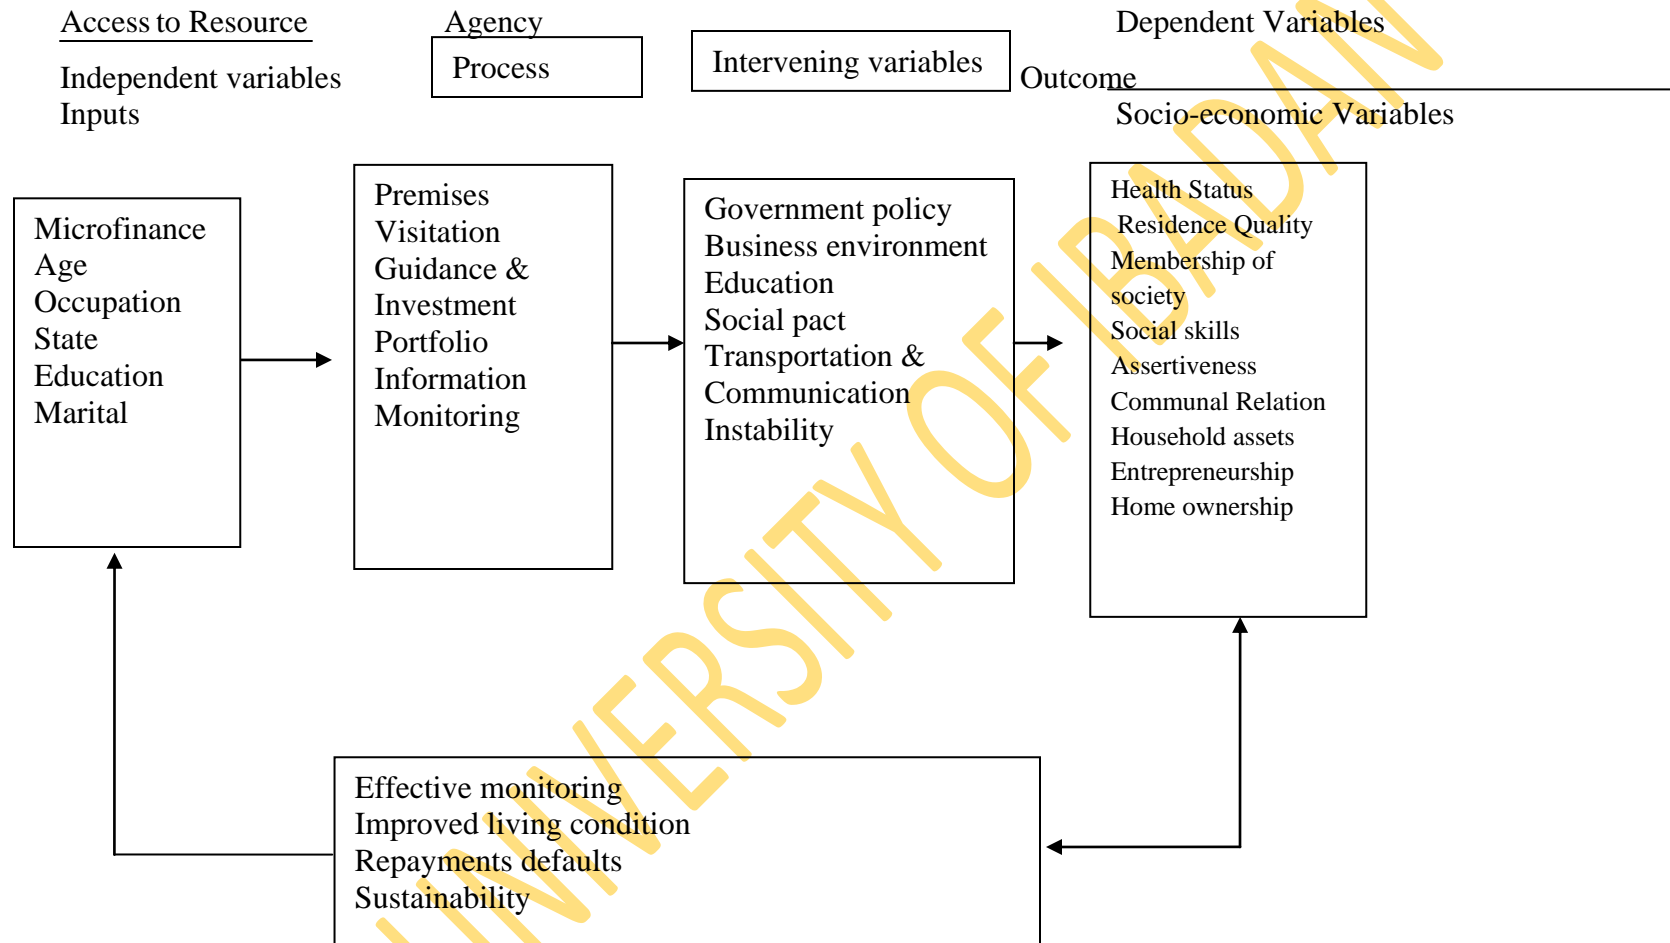 Access to Resource
Agency
Dependent Variables
Independent variables
Process
Intervening variables
Outcome
Inputs
Socio-economic Variables
Microfinance
Age
Occupation
State
Education
Marital
Premises
Visitation
Guidance &
Investment
Portfolio
Information
Monitoring
Government policy
Business environment
Education
Social pact
Transportation &
Communication
Instability
Health Status
Residence Quality
Membership of
society
Social skills
Assertiveness
Communal Relation
Household assets
Entrepreneurship
Home ownership
Effective monitoring
Improved living condition
Repayments defaults
Sustainability
UNIVERSITY OF IBADAN